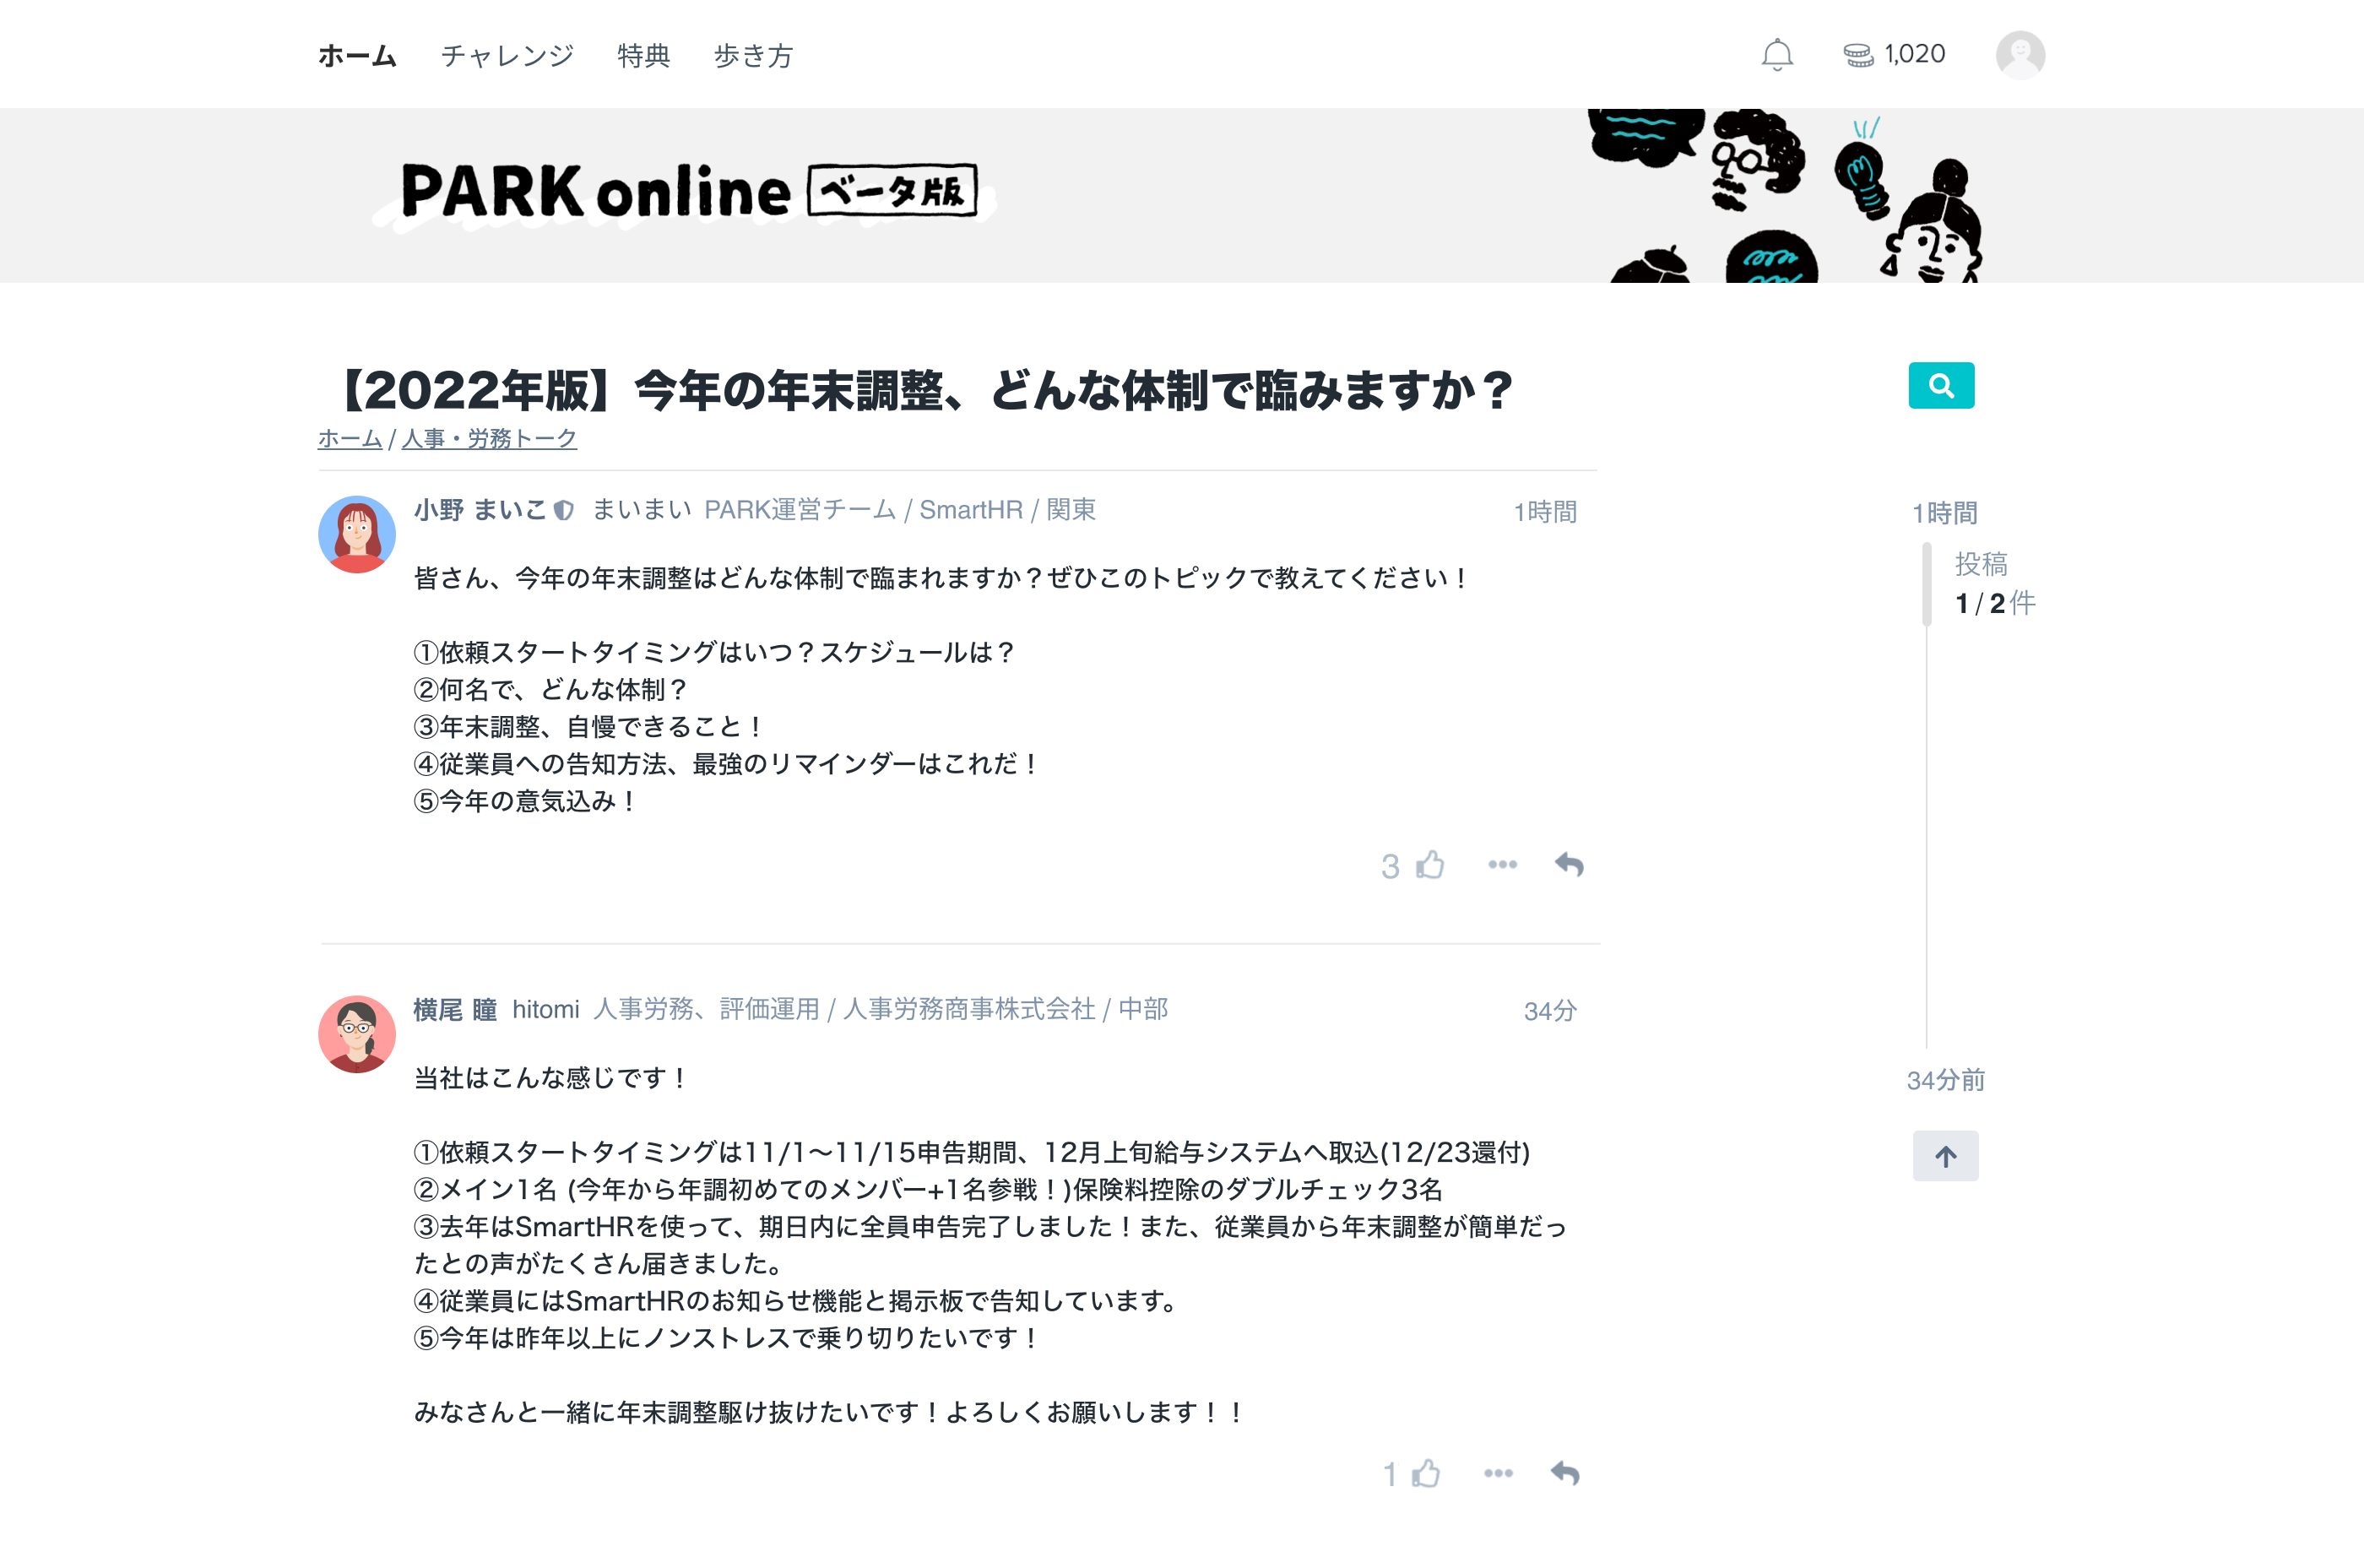 ホーム チャレンジ 特典 歩き方 1,020
PARK online ベータ版
【2022年版】今年の年末調整、どんな体制で臨みますか？
ホーム / 人事・労務トーク
小野 まいこ まいまい PARK運営チーム / SmartHR / 関東 1時間
皆さん、今年の年末調整はどんな体制で臨まれますか？ぜひこのトピックで教えてください！
①依頼スタートタイミングはいつ？スケジュールは？
②何名で、どんな体制？
③年末調整、自慢できること！
④従業員への告知方法、最強のリマインダーはこれだ！
⑤今年の意気込み！
3
横尾 瞳 hitomi 人事労務、評価運用 / 人事労務商事株式会社 / 中部 34分
当社はこんな感じです！
①依頼スタートタイミングは11/1〜11/15申告期間、12月上旬給与システムへ取込(12/23還付)
②メイン1名 (今年から年調初めてのメンバー+1名参戦！)保険料控除のダブルチェック3名
③去年はSmartHRを使って、期日内に全員申告完了しました！また、従業員から年末調整が簡単だっ
たとの声がたくさん届きました。
④従業員にはSmartHRのお知らせ機能と掲示板で告知しています。
⑤今年は昨年以上にノンストレスで乗り切りたいです！
みなさんと一緒に年末調整駆け抜けたいです！よろしくお願いします！！
1
1時間
投稿
1 / 2 件
34分前